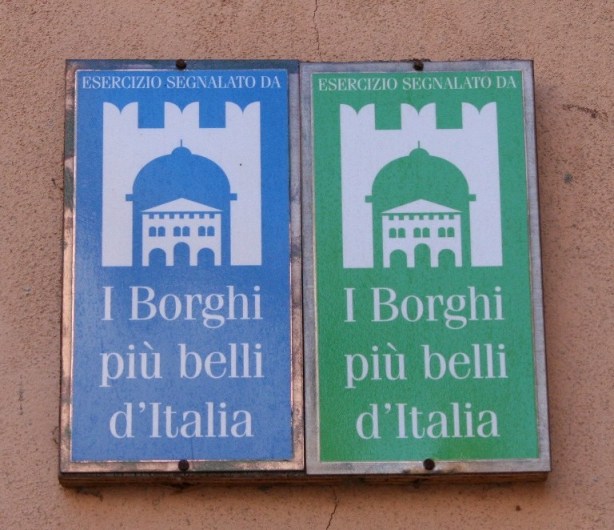 ESERCIZIO SEGNALATO DA
I Borghi
più belli
d'Italia
ESERCIZIO SEGNALATO DA
I Borghi
più belli
d'Italia